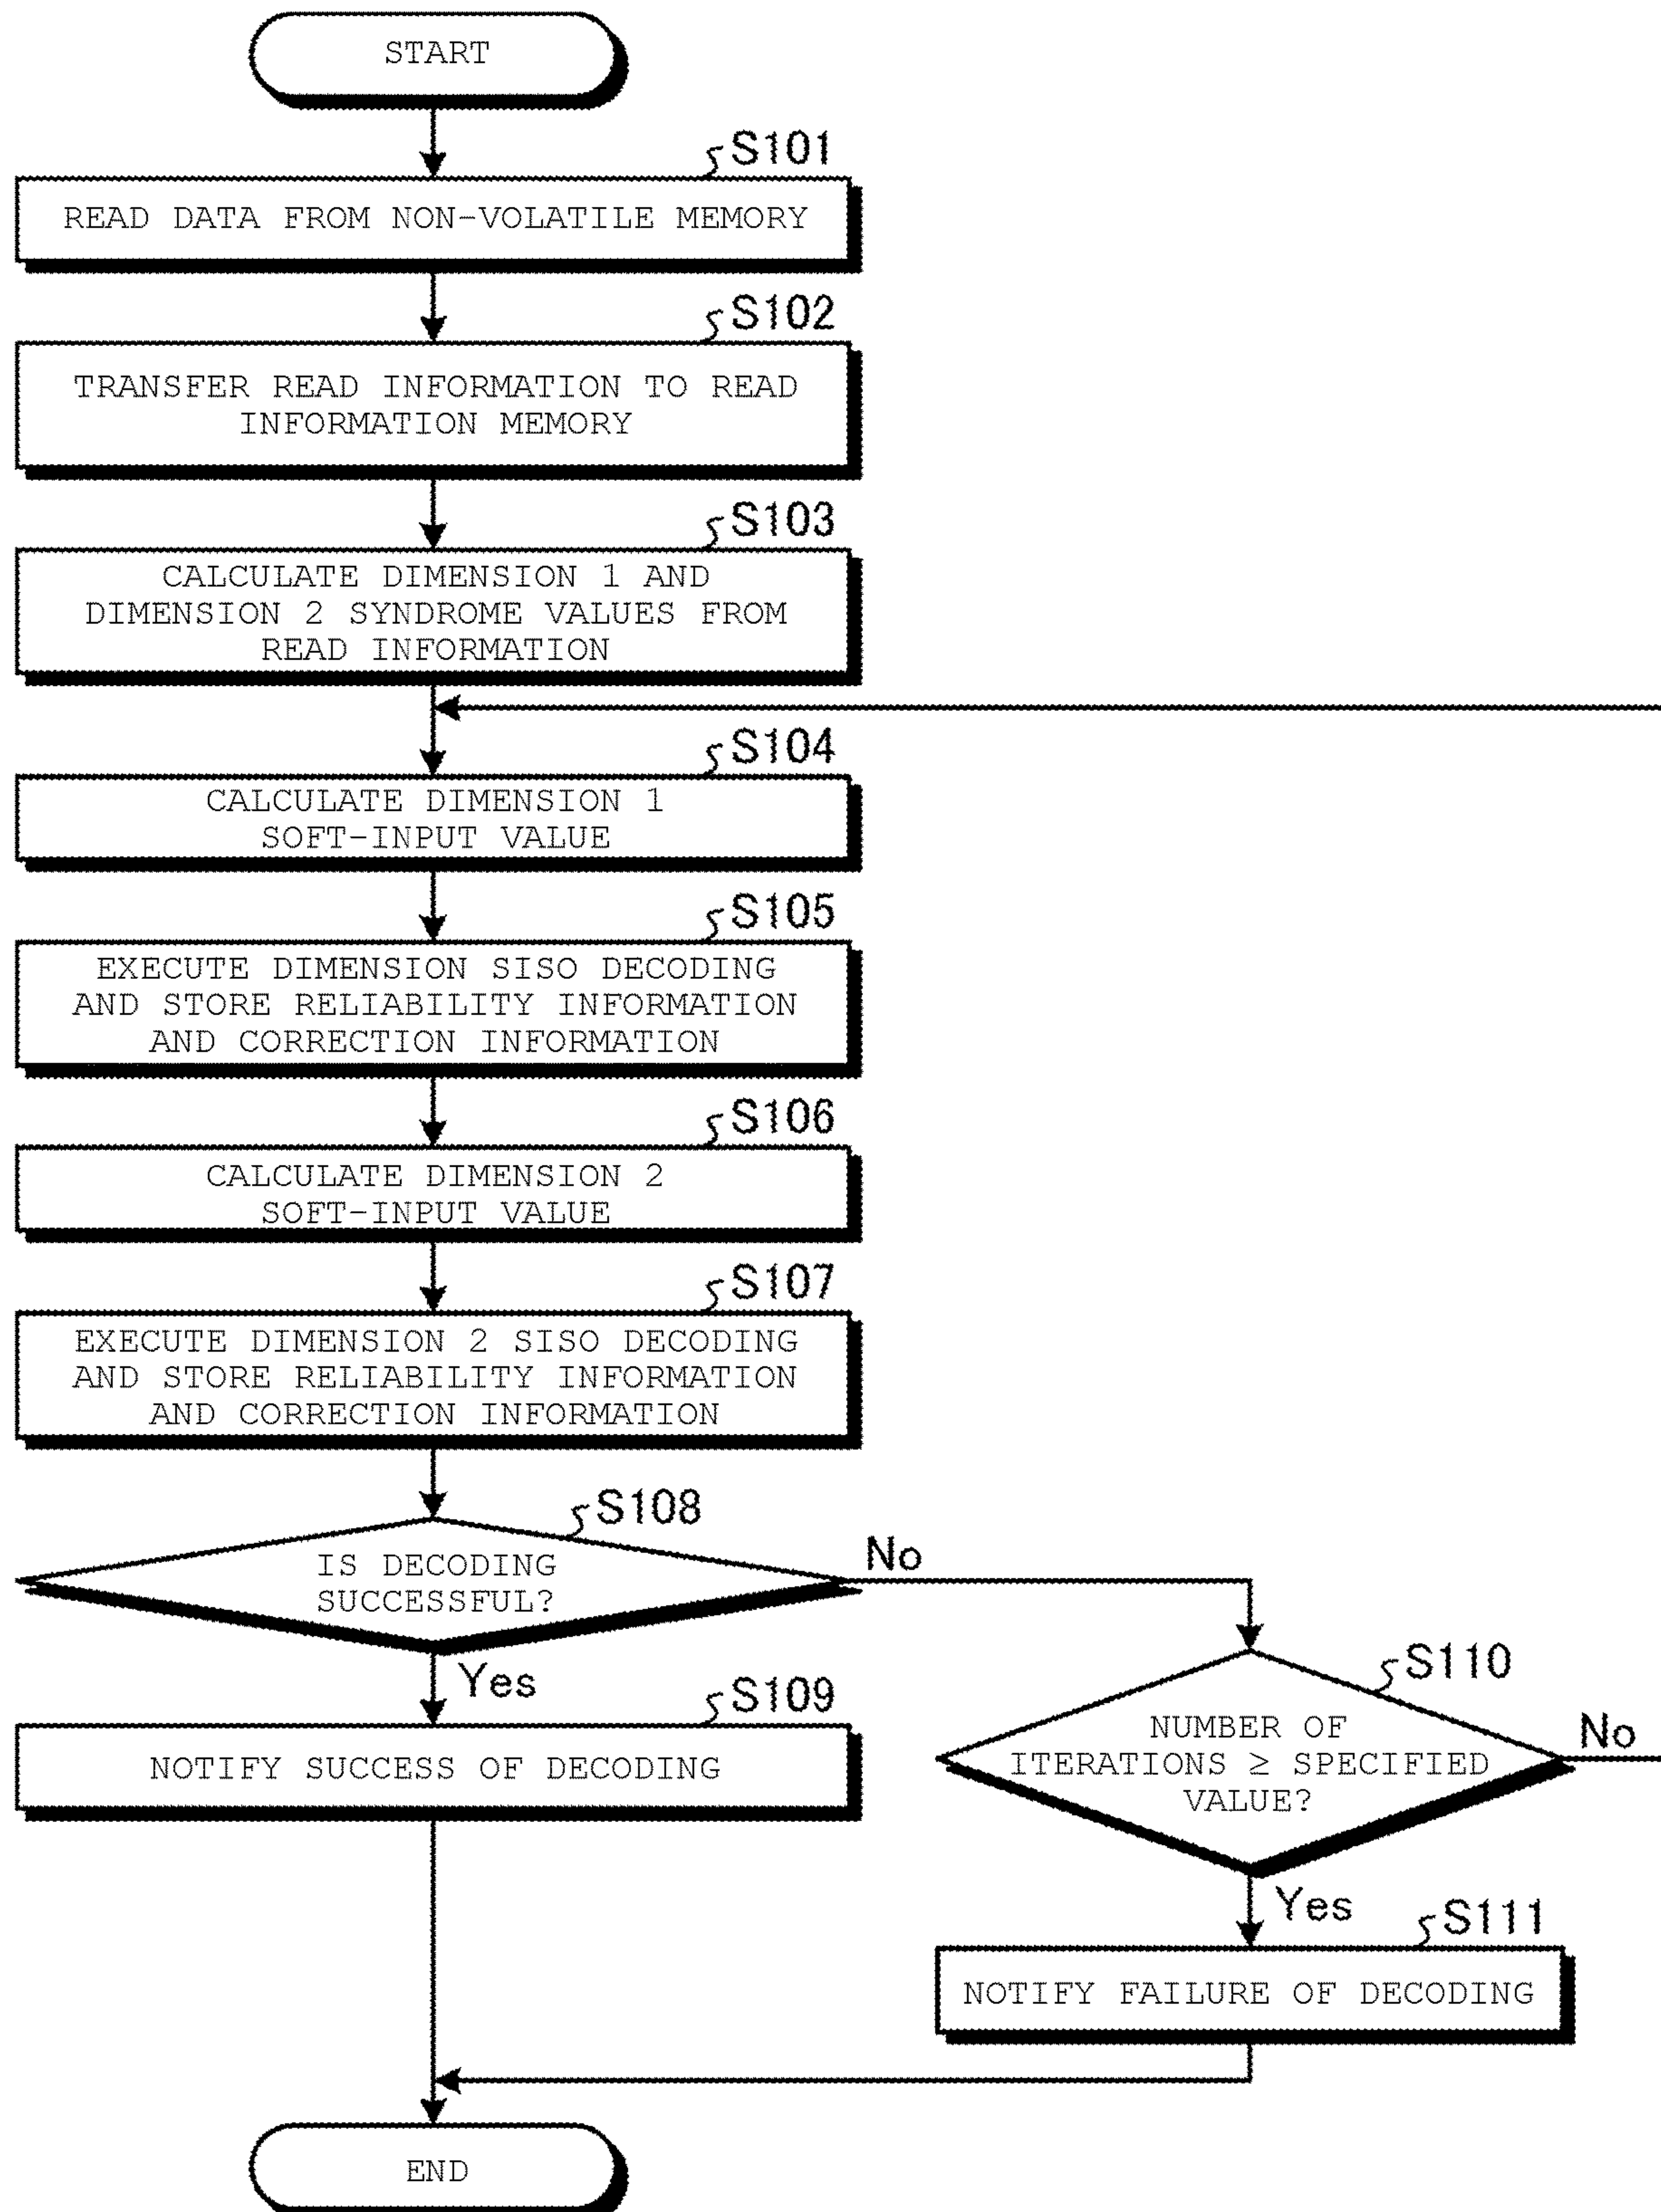 START
S101
READ DATA FROM NON-VOLATILE MEMORY
S102
TRANSFER READ INFORMATION TO READ
INFORMATION MEMORY
S103
CALCULATE DIMENSION 1 AND
DIMENSION 2 SYNDROME VALUES FROM
READ INFORMATION
S104
CALCULATE DIMENSION 1
SOFT-INPUT VALUE
S105
EXECUTE DIMENSION SISO DECODING
AND STORE RELIABILITY INFORMATION
AND CORRECTION INFORMATION
S106
CALCULATE DIMENSION 2
SOFT-INPUT VALUE
S107
EXECUTE DIMENSION 2 SISO DECODING
AND STORE RELIABILITY INFORMATION
AND CORRECTION INFORMATION
S108
IS DECODING
SUCCESSFUL?
No
Yes
S109
NOTIFY SUCCESS OF DECODING
S110
NUMBER OF
ITERATIONS ≥ SPECIFIED
VALUE?
No
Yes
S111
NOTIFY FAILURE OF DECODING
END